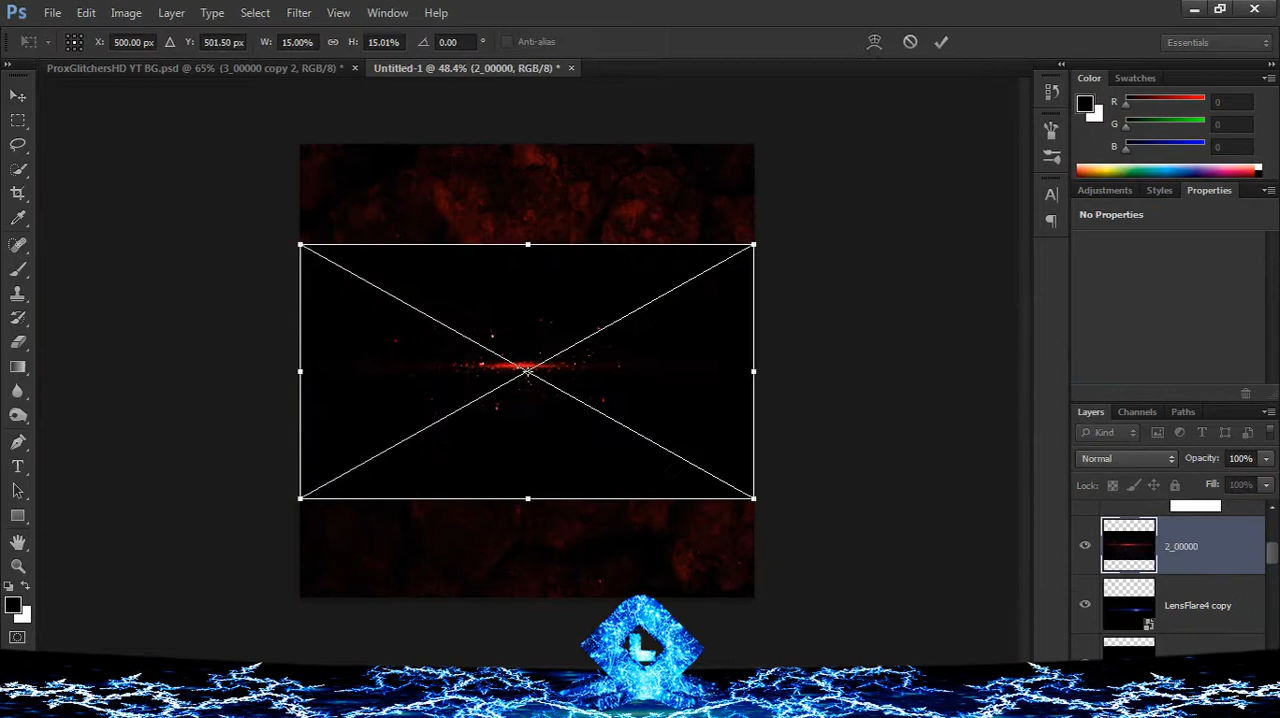 Ps File Edit Image Layer Type Select Filter View Window Help
X: 500.00 px Y: 501.50 px W: 15.00% H: 15.01% 0.00 ° Anti-alias Essentials
ProxGlitchersHD YT BG.psd @ 65% (3_00000 copy 2, RGB/8) * × Untitled-1 @ 48.4% (2_00000, RGB/8) * ×
Color Swatches
R 0
G 0
B 0
Adjustments Styles Properties
No Properties
Layers Channels Paths
Kind
Normal Opacity: 100%
Lock: Fill: 100%
2_00000
LensFlare4 copy
L